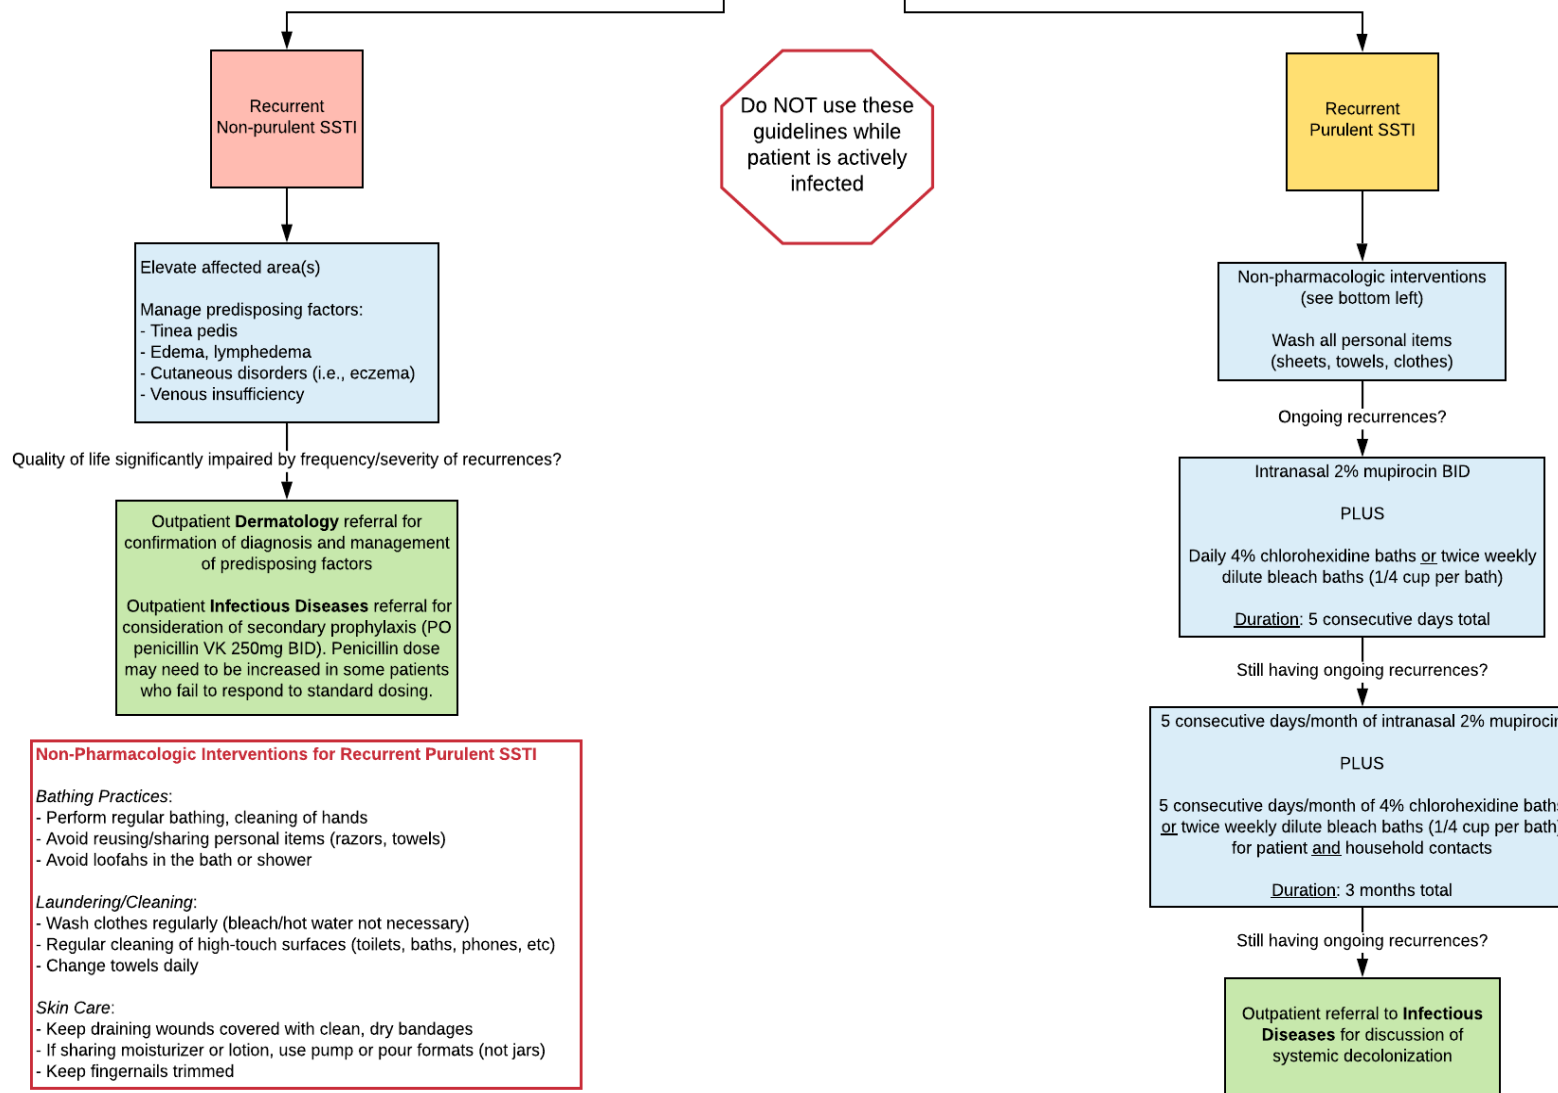 Recurrent
Non-purulent SSTI
Do NOT use these
guidelines while
patient is actively
infected
Recurrent
Purulent SSTI
Elevate affected area(s)
Manage predisposing factors:
- Tinea pedis
- Edema, lymphedema
- Cutaneous disorders (i.e., eczema)
- Venous insufficiency
Quality of life significantly impaired by frequency/severity of recurrences?
Outpatient Dermatology referral for
confirmation of diagnosis and management
of predisposing factors
Outpatient Infectious Diseases referral for
consideration of secondary prophylaxis (PO
penicillin VK 250mg BID). Penicillin dose
may need to be increased in some patients
who fail to respond to standard dosing.
Non-Pharmacologic Interventions for Recurrent Purulent SSTI
Bathing Practices:
- Perform regular bathing, cleaning of hands
- Avoid reusing/sharing personal items (razors, towels)
- Avoid loofahs in the bath or shower
Laundering/Cleaning:
- Wash clothes regularly (bleach/hot water not necessary)
- Regular cleaning of high-touch surfaces (toilets, baths, phones, etc)
- Change towels daily
Skin Care:
- Keep draining wounds covered with clean, dry bandages
- If sharing moisturizer or lotion, use pump or pour formats (not jars)
- Keep fingernails trimmed
Non-pharmacologic interventions
(see bottom left)
Wash all personal items
(sheets, towels, clothes)
Ongoing recurrences?
Intranasal 2% mupirocin BID
PLUS
Daily 4% chlorohexidine baths or twice weekly
dilute bleach baths (1/4 cup per bath)
Duration: 5 consecutive days total
Still having ongoing recurrences?
5 consecutive days/month of intranasal 2% mupirocin
PLUS
5 consecutive days/month of 4% chlorohexidine baths
or twice weekly dilute bleach baths (1/4 cup per bath)
for patient and household contacts
Duration: 3 months total
Still having ongoing recurrences?
Outpatient referral to Infectious
Diseases for discussion of
systemic decolonization